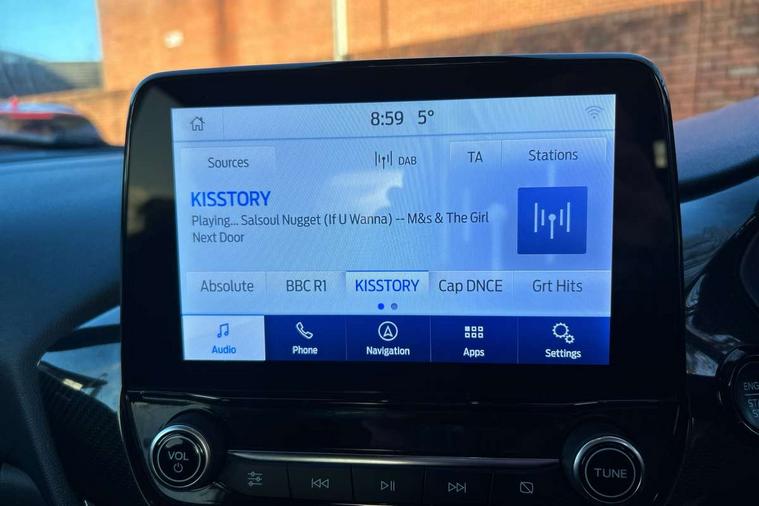 8:59 5°
Sources DAB TA Stations
KISSTORY
Playing... Salsoul Nugget (If U Wanna) -- M&s & The Girl
Next Door
Absolute BBC R1 KISSTORY Cap DNCE Grt Hits
Audio Phone Navigation Apps Settings
VOL
TUNE